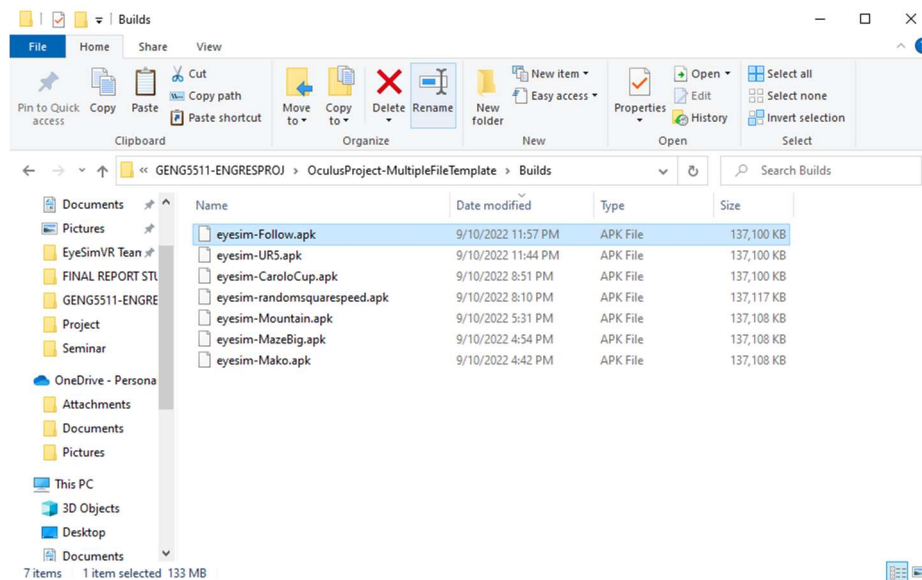 Builds
File Home Share View
Pin to Quick access
Copy
Paste
Cut
Copy path
Paste shortcut
Clipboard
Move to
Copy to
Delete
Rename
Organize
New folder
New item
Easy access
New
Properties
Open
Edit
History
Open
Select all
Select none
Invert selection
Select
« GENG5511-ENGRESPROJ > OculusProject-MultipleFileTemplate > Builds
Search Builds
Documents
Pictures
EyeSimVR Tean
FINAL REPORT STU
GENG5511-ENGRE
Project
Seminar
OneDrive - Persona
Attachments
Documents
Pictures
This PC
3D Objects
Desktop
Documents
Name Date modified Type Size
eyesim-Follow.apk 9/10/2022 11:57 PM APK File 137,100 KB
eyesim-UR5.apk 9/10/2022 11:44 PM APK File 137,100 KB
eyesim-CaroloCup.apk 9/10/2022 8:51 PM APK File 137,100 KB
eyesim-randomsquarespeed.apk 9/10/2022 8:10 PM APK File 137,117 KB
eyesim-Mountain.apk 9/10/2022 5:31 PM APK File 137,108 KB
eyesim-MazeBig.apk 9/10/2022 4:54 PM APK File 137,108 KB
eyesim-Mako.apk 9/10/2022 4:42 PM APK File 137,108 KB
7 items 1 item selected 133 MB